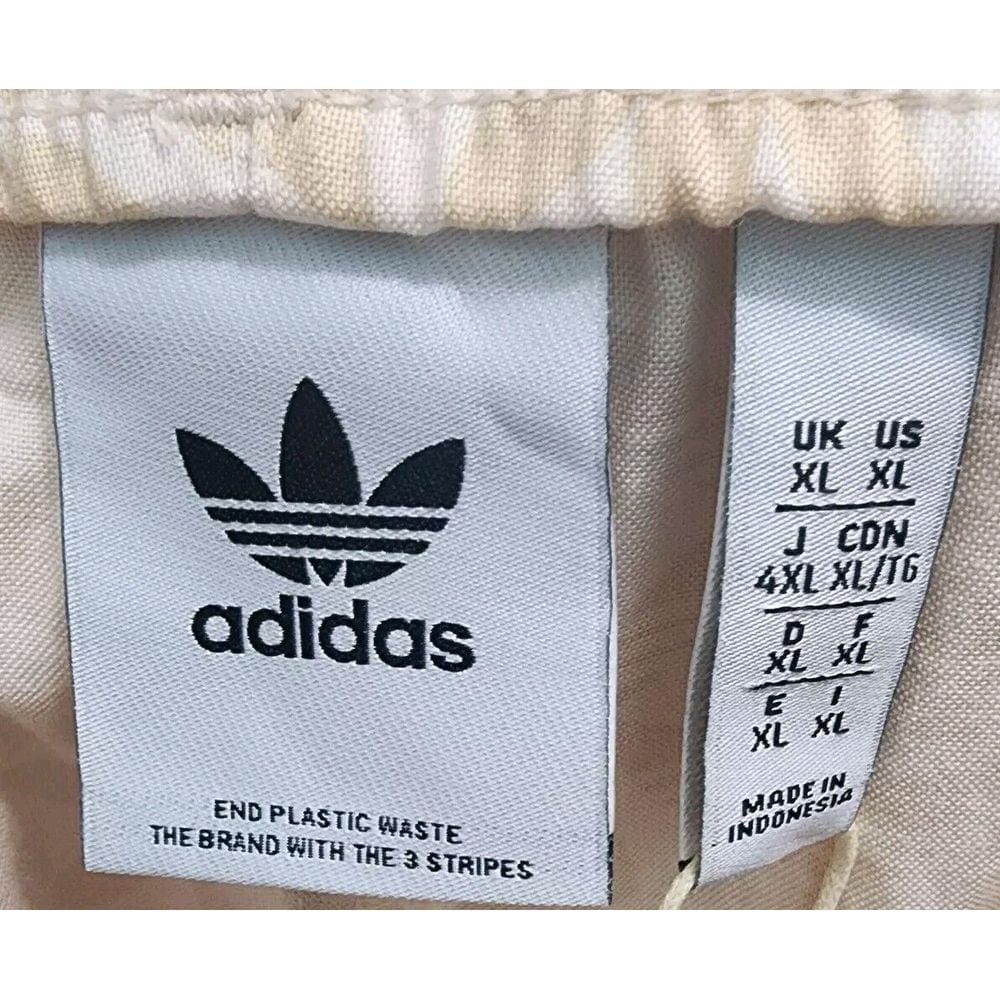 adidas
END PLASTIC WASTE
THE BRAND WITH THE 3 STRIPES
UK US
XL XL
J CDN
4XL XL/TG
D F
XL XL
E I
XL XL
MADE IN
INDONESIA